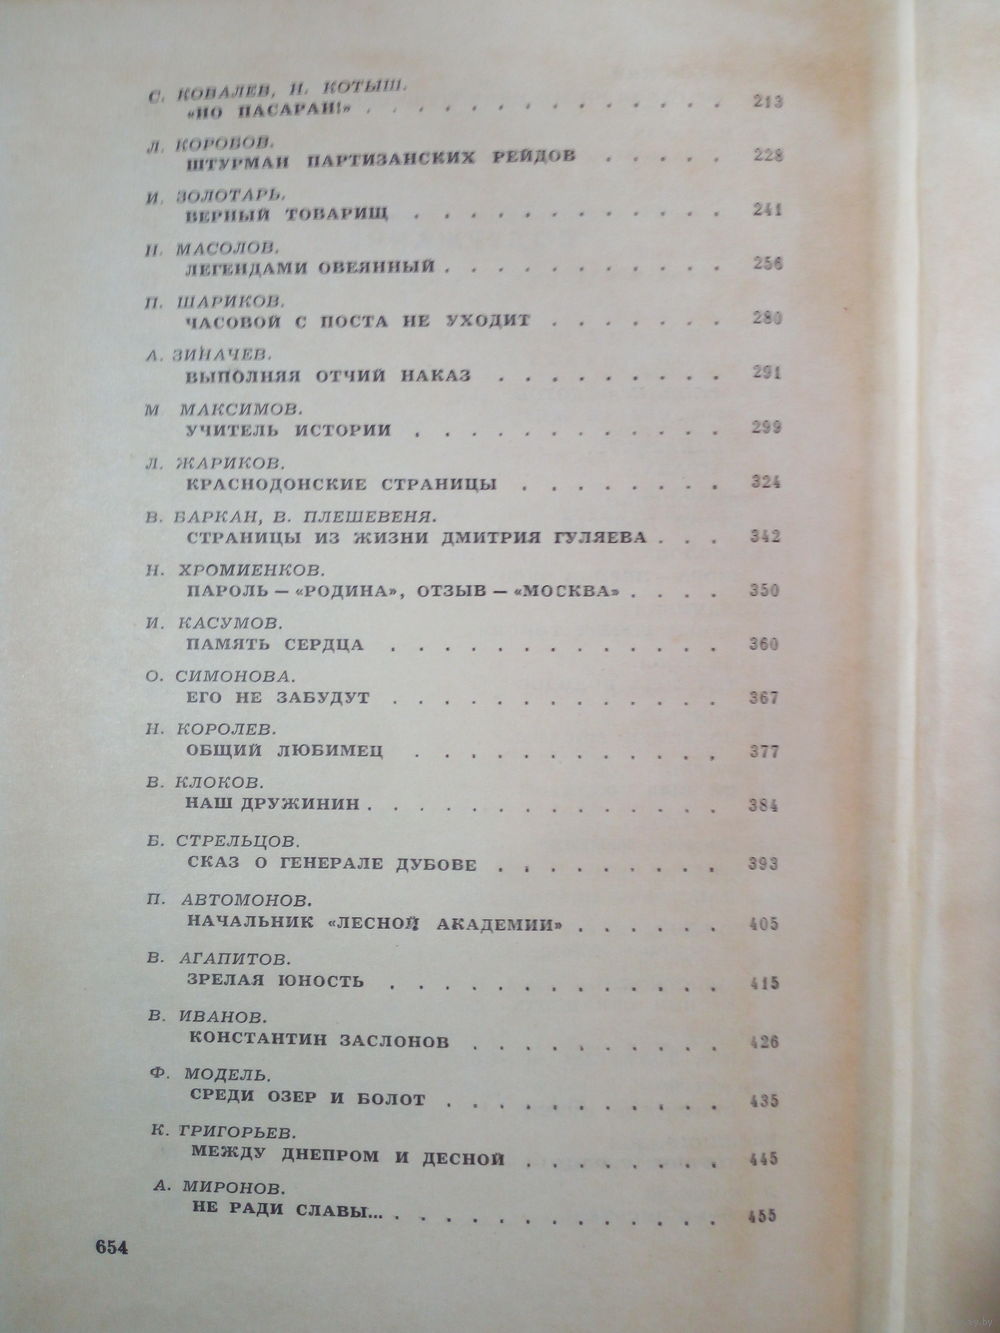 С. КОВАЛЕВ, Н. КОТЫШ.
«НО ПАСАРАН!» . . . . . . . . . . . . . . 213
Л. КОРОБОВ.
ШТУРМАН ПАРТИЗАНСКИХ РЕЙДОВ . . . . . 228
И. ЗОЛОТАРЬ.
ВЕРНЫЙ ТОВАРИЩ . . . . . . . . . . . . 241
Н. МАСОЛОВ.
ЛЕГЕНДАМИ ОВЕЯННЫЙ . . . . . . . . . . 256
П. ШАРИКОВ.
ЧАСОВОЙ С ПОСТА НЕ УХОДИТ . . . . . . . 280
А. ЗИНАЧЕВ.
ВЫПОЛНЯЯ ОТЧИЙ НАКАЗ . . . . . . . . . 291
М МАКСИМОВ.
УЧИТЕЛЬ ИСТОРИИ . . . . . . . . . . . . 299
Л. ЖАРИКОВ.
КРАСНОДОНСКИЕ СТРАНИЦЫ . . . . . . . . 324
В. БАРКАН, В. ПЛЕШЕВЕНЯ.
СТРАНИЦЫ ИЗ ЖИЗНИ ДМИТРИЯ ГУЛЯЕВА . . . 342
Н. ХРОМИЕНКОВ.
ПАРОЛЬ — «РОДИНА», ОТЗЫВ — «МОСКВА» . . . . 350
И. КАСУМОВ.
ПАМЯТЬ СЕРДЦА . . . . . . . . . . . . . 360
О. СИМОНОВА.
ЕГО НЕ ЗАБУДУТ . . . . . . . . . . . . . 367
Н. КОРОЛЕВ.
ОБЩИЙ ЛЮБИМЕЦ . . . . . . . . . . . . 377
В. КЛОКОВ.
НАШ ДРУЖИНИН . . . . . . . . . . . . . . 384
Б. СТРЕЛЬЦОВ.
СКАЗ О ГЕНЕРАЛЕ ДУБОВЕ . . . . . . . . . 393
П. АВТОМОНОВ.
НАЧАЛЬНИК «ЛЕСНОЙ АКАДЕМИИ» . . . . . . 405
В. АГАПИТОВ.
ЗРЕЛАЯ ЮНОСТЬ . . . . . . . . . . . . . 415
В. ИВАНОВ.
КОНСТАНТИН ЗАСЛОНОВ . . . . . . . . . . 426
Ф. МОДЕЛЬ.
СРЕДИ ОЗЕР И БОЛОТ . . . . . . . . . . . 435
К. ГРИГОРЬЕВ.
МЕЖДУ ДНЕПРОМ И ДЕСНОЙ . . . . . . . . 445
А. МИРОНОВ.
НЕ РАДИ СЛАВЫ... . . . . . . . . . . . . . 455
654